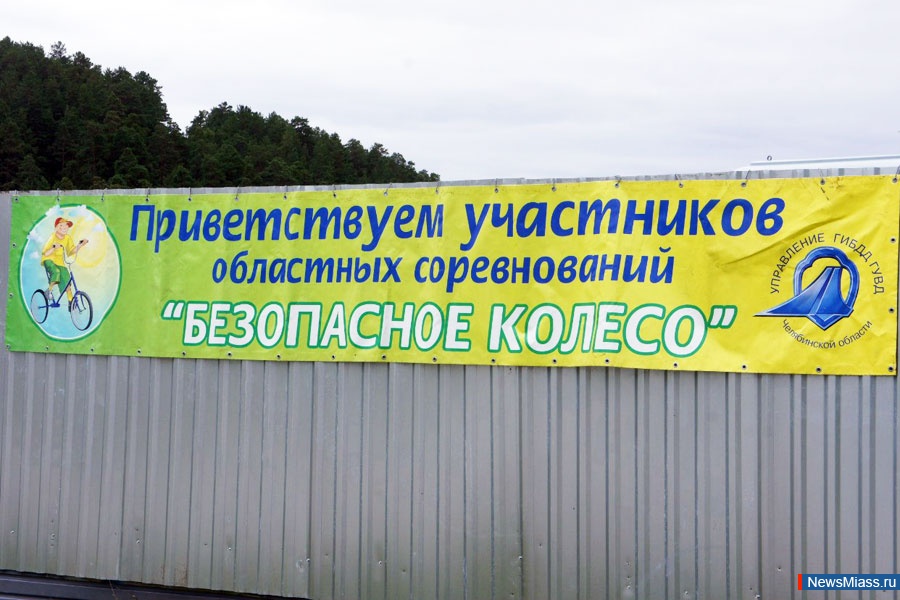 Приветствуем участников
областных соревнований
“БЕЗОПАСНОЕ КОЛЕСО”
УПРАВЛЕНИЕ ГИБДД ГУВД
Челябинской области
NewsMiass.ru